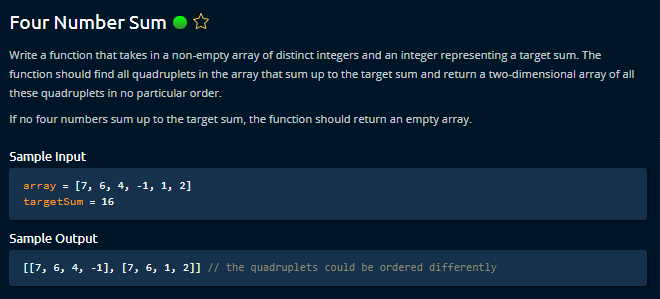 Four Number Sum
Write a function that takes in a non-empty array of distinct integers and an integer representing a target sum. The
function should find all quadruplets in the array that sum up to the target sum and return a two-dimensional array of all
these quadruplets in no particular order.
If no four numbers sum up to the target sum, the function should return an empty array.
Sample Input
array = [7, 6, 4, -1, 1, 2]
targetSum = 16
Sample Output
[[7, 6, 4, -1], [7, 6, 1, 2]] // the quadruplets could be ordered differently